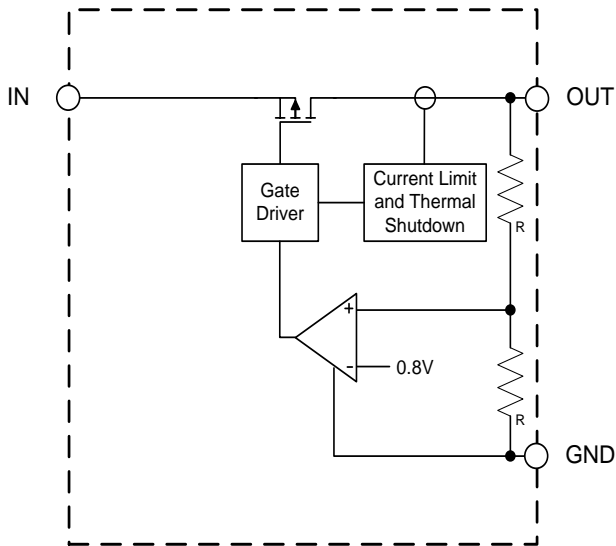 IN
OUT
Gate
Driver
Current Limit
and Thermal
Shutdown
R
+
-
0.8V
R
GND